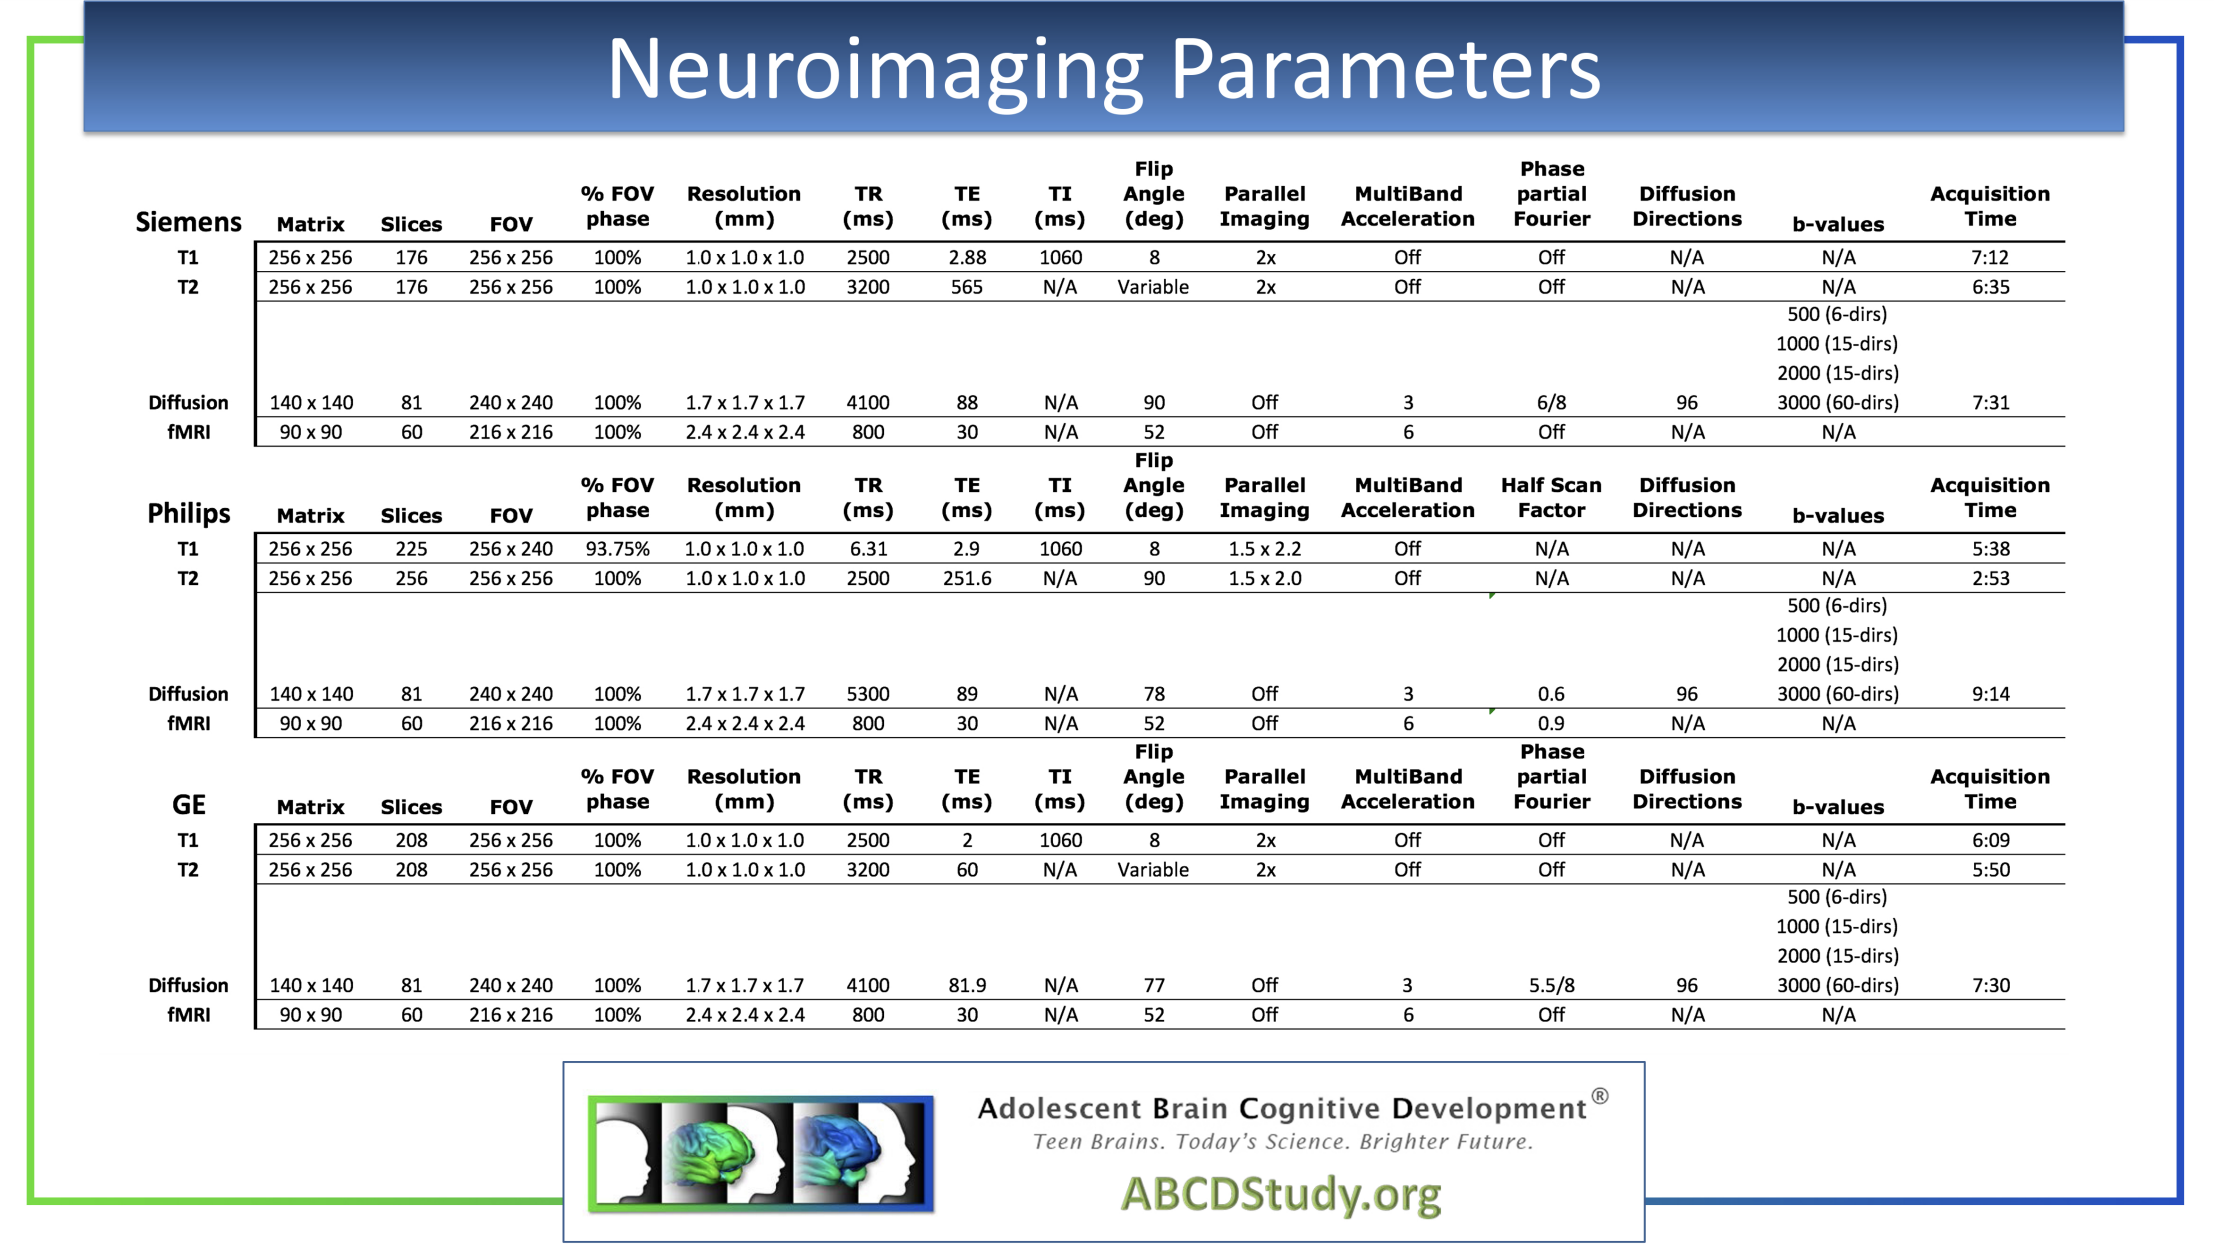 Neuroimaging Parameters
Siemens Matrix Slices FOV % FOV phase Resolution (mm) TR (ms) TE (ms) TI (ms) Flip Angle (deg) Parallel Imaging MultiBand Acceleration Phase partial Fourier Diffusion Directions b-values Acquisition Time
T1 256 x 256 176 256 x 256 100% 1.0 x 1.0 x 1.0 2500 2.88 1060 8 2x Off Off N/A N/A 7:12
T2 256 x 256 176 256 x 256 100% 1.0 x 1.0 x 1.0 3200 565 N/A Variable 2x Off Off N/A N/A 6:35
500 (6-dirs)
1000 (15-dirs)
2000 (15-dirs)
Diffusion 140 x 140 81 240 x 240 100% 1.7 x 1.7 x 1.7 4100 88 N/A 90 Off 3 6/8 96 3000 (60-dirs) 7:31
fMRI 90 x 90 60 216 x 216 100% 2.4 x 2.4 x 2.4 800 30 N/A 52 Off 6 Off N/A N/A
Philips Matrix Slices FOV % FOV phase Resolution (mm) TR (ms) TE (ms) TI (ms) Flip Angle (deg) Parallel Imaging MultiBand Acceleration Half Scan Factor Diffusion Directions b-values Acquisition Time
T1 256 x 256 225 256 x 240 93.75% 1.0 x 1.0 x 1.0 6.31 2.9 1060 8 1.5 x 2.2 Off N/A N/A N/A 5:38
T2 256 x 256 256 256 x 256 100% 1.0 x 1.0 x 1.0 2500 251.6 N/A 90 1.5 x 2.0 Off N/A N/A N/A 2:53
500 (6-dirs)
1000 (15-dirs)
2000 (15-dirs)
Diffusion 140 x 140 81 240 x 240 100% 1.7 x 1.7 x 1.7 5300 89 N/A 78 Off 3 0.6 96 3000 (60-dirs) 9:14
fMRI 90 x 90 60 216 x 216 100% 2.4 x 2.4 x 2.4 800 30 N/A 52 Off 6 0.9 N/A N/A
GE Matrix Slices FOV % FOV phase Resolution (mm) TR (ms) TE (ms) TI (ms) Flip Angle (deg) Parallel Imaging MultiBand Acceleration Phase partial Fourier Diffusion Directions b-values Acquisition Time
T1 256 x 256 208 256 x 256 100% 1.0 x 1.0 x 1.0 2500 2 1060 8 2x Off Off N/A N/A 6:09
T2 256 x 256 208 256 x 256 100% 1.0 x 1.0 x 1.0 3200 60 N/A Variable 2x Off Off N/A N/A 5:50
500 (6-dirs)
1000 (15-dirs)
2000 (15-dirs)
Diffusion 140 x 140 81 240 x 240 100% 1.7 x 1.7 x 1.7 4100 81.9 N/A 77 Off 3 5.5/8 96 3000 (60-dirs) 7:30
fMRI 90 x 90 60 216 x 216 100% 2.4 x 2.4 x 2.4 800 30 N/A 52 Off 6 Off N/A N/A
Adolescent Brain Cognitive Development®
Teen Brains. Today's Science. Brighter Future.
ABCDStudy.org